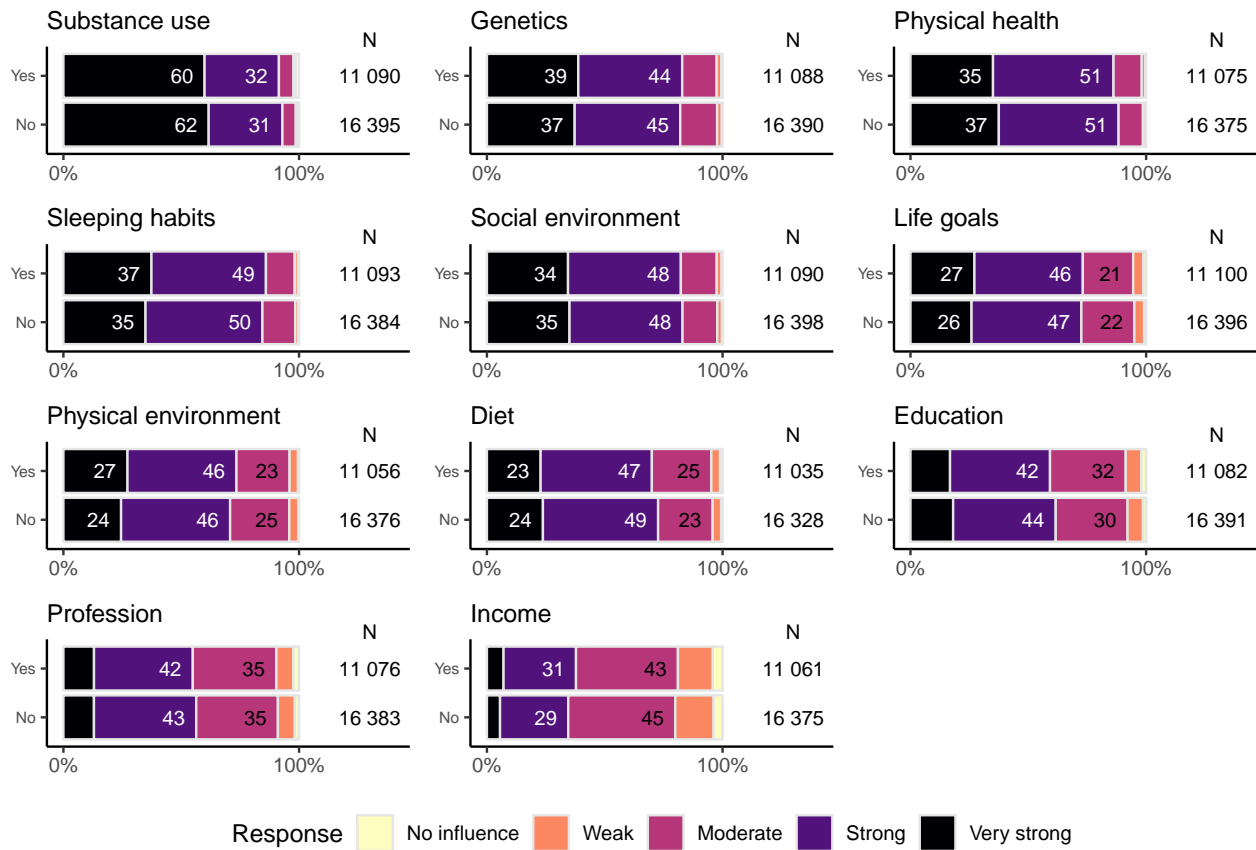 Substance use
N
Yes 60 32 11 090
No 62 31 16 395
0% 100%
Genetics
N
Yes 39 44 11 088
No 37 45 16 390
0% 100%
Physical health
N
Yes 35 51 11 075
No 37 51 16 375
0% 100%
Sleeping habits
N
Yes 37 49 11 093
No 35 50 16 384
0% 100%
Social environment
N
Yes 34 48 11 090
No 35 48 16 398
0% 100%
Life goals
N
Yes 27 46 21 11 100
No 26 47 22 16 396
0% 100%
Physical environment
N
Yes 27 46 23 11 056
No 24 46 25 16 376
0% 100%
Diet
N
Yes 23 47 25 11 035
No 24 49 23 16 328
0% 100%
Education
N
Yes 42 32 11 082
No 44 30 16 391
0% 100%
Profession
N
Yes 42 35 11 076
No 43 35 16 383
0% 100%
Income
N
Yes 31 43 11 061
No 29 45 16 375
0% 100%
Response No influence Weak Moderate Strong Very strong